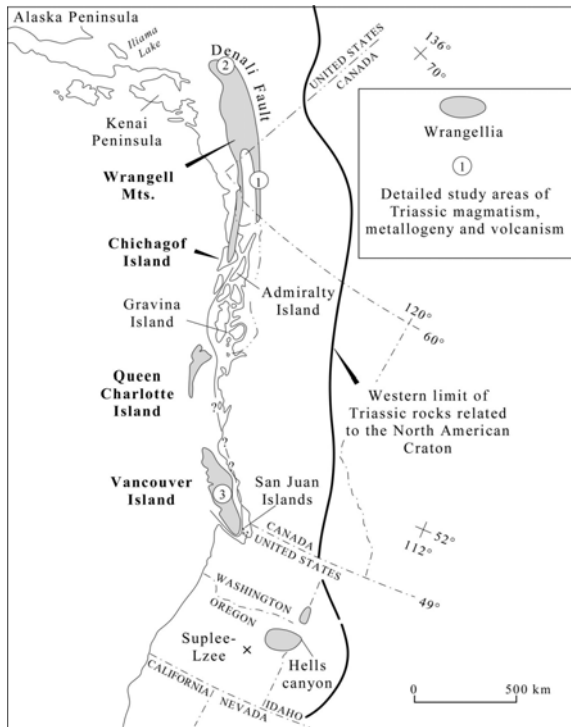 Alaska Peninsula
Iliama
Lake
Denali Fault
2
UNITED STATES
CANADA
136°
70°
Kenai
Peninsula
Wrangell
Mts.
1
Wrangellia
1
Detailed study areas of
Triassic magmatism,
metallogeny and volcanism
Chichagof
Island
Admiralty
Island
Gravina
Island
120°
60°
Queen
Charlotte
Island
?
?
?
Western limit of
Triassic rocks related
to the North American
Craton
Vancouver
Island
3
San Juan
Islands
CANADA
UNITED STATES
52°
112°
49°
WASHINGTON
OREGON
Suplee-
Lzee
Hells
canyon
CALIFORNIA
NEVADA
IDAHO
0
500 km